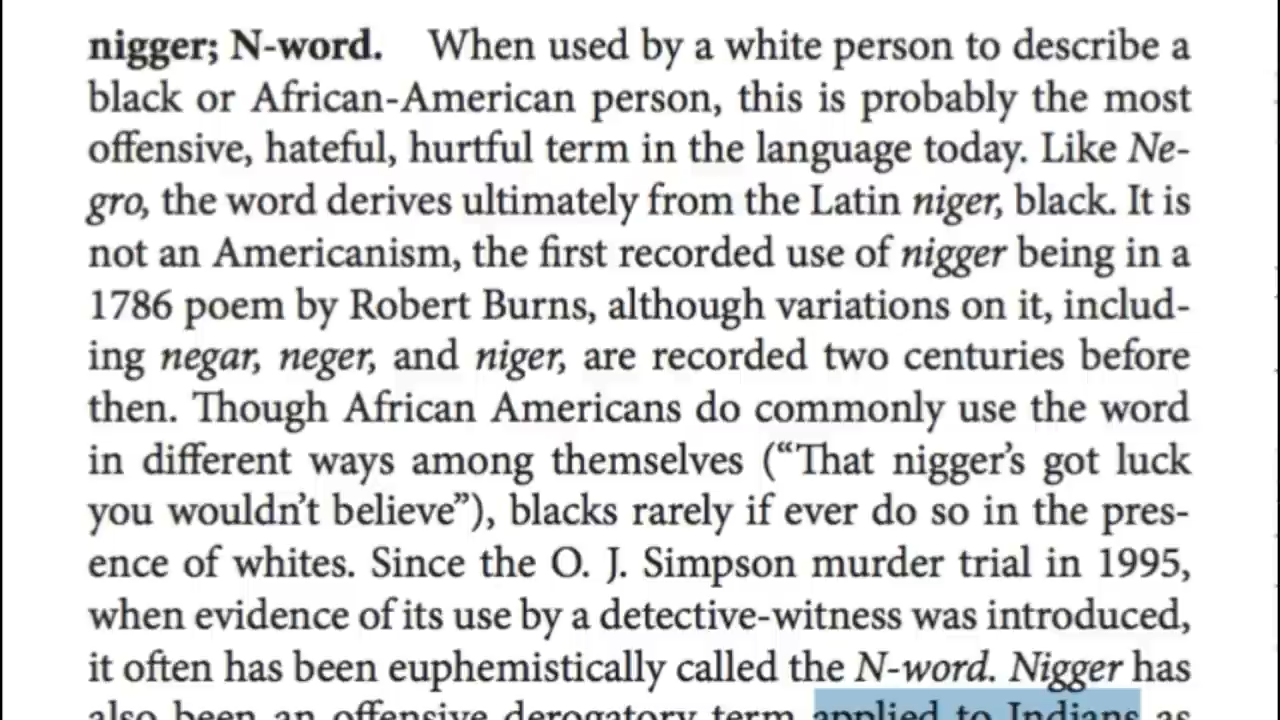 nigger; N-word. When used by a white person to describe a
black or African-American person, this is probably the most
offensive, hateful, hurtful term in the language today. Like Ne-
gro, the word derives ultimately from the Latin niger, black. It is
not an Americanism, the first recorded use of nigger being in a
1786 poem by Robert Burns, although variations on it, includ-
ing negar, neger, and niger, are recorded two centuries before
then. Though African Americans do commonly use the word
in different ways among themselves (“That nigger’s got luck
you wouldn’t believe”), blacks rarely if ever do so in the pres-
ence of whites. Since the O. J. Simpson murder trial in 1995,
when evidence of its use by a detective-witness was introduced,
it often has been euphemistically called the N-word. Nigger has
also been an offensive derogatory term applied to Indians as